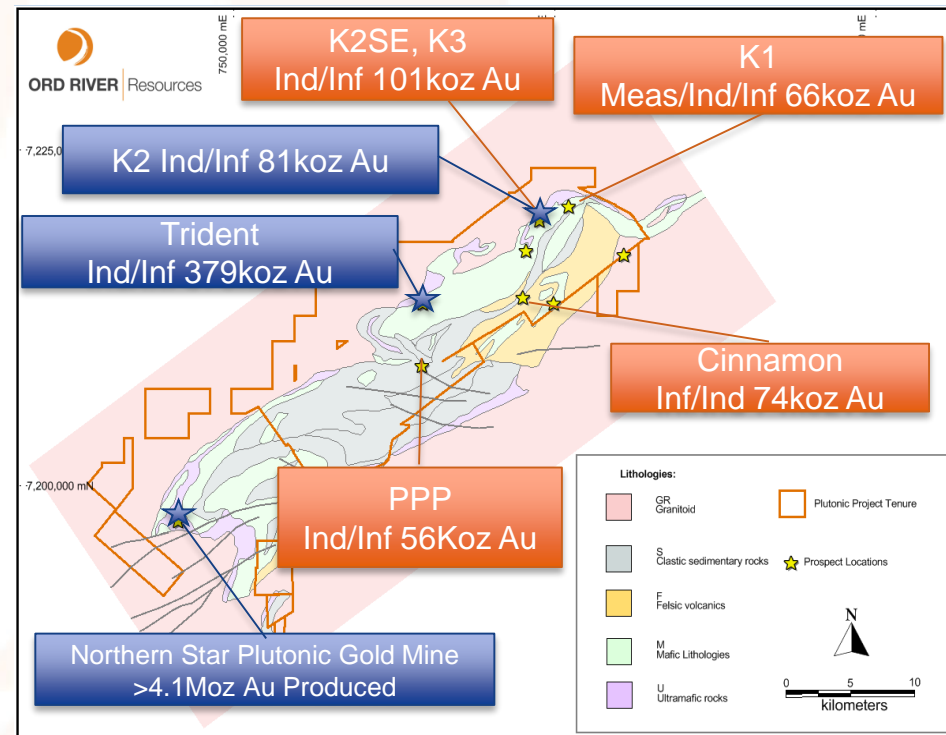 ORD RIVER Resources
750,000 mE
7,225,0
7,200,000 mN
K2SE, K3
Ind/Inf 101koz Au
K1
Meas/Ind/Inf 66koz Au
K2 Ind/Inf 81koz Au
Trident
Ind/Inf 379koz Au
Cinnamon
Inf/Ind 74koz Au
PPP
Ind/Inf 56Koz Au
Northern Star Plutonic Gold Mine
>4.1Moz Au Produced
Lithologies:
GR
Granitoid
S
Clastic sedimentary rocks
F
Felsic volcanics
M
Mafic Lithologies
U
Ultramafic rocks
Plutonic Project Tenure
Prospect Locations
N
0 5 10
kilometers